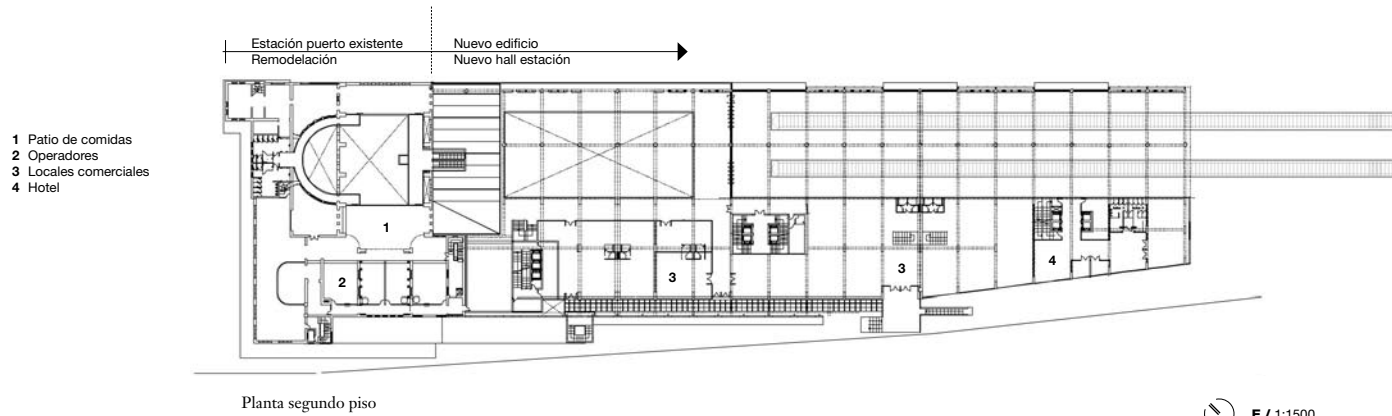 Estación puerto existente
Remodelación
Nuevo edificio
Nuevo hall estación
1 Patio de comidas
2 Operadores
3 Locales comerciales
4 Hotel
1
2
3
3
4
Planta segundo piso
E / 1:1500